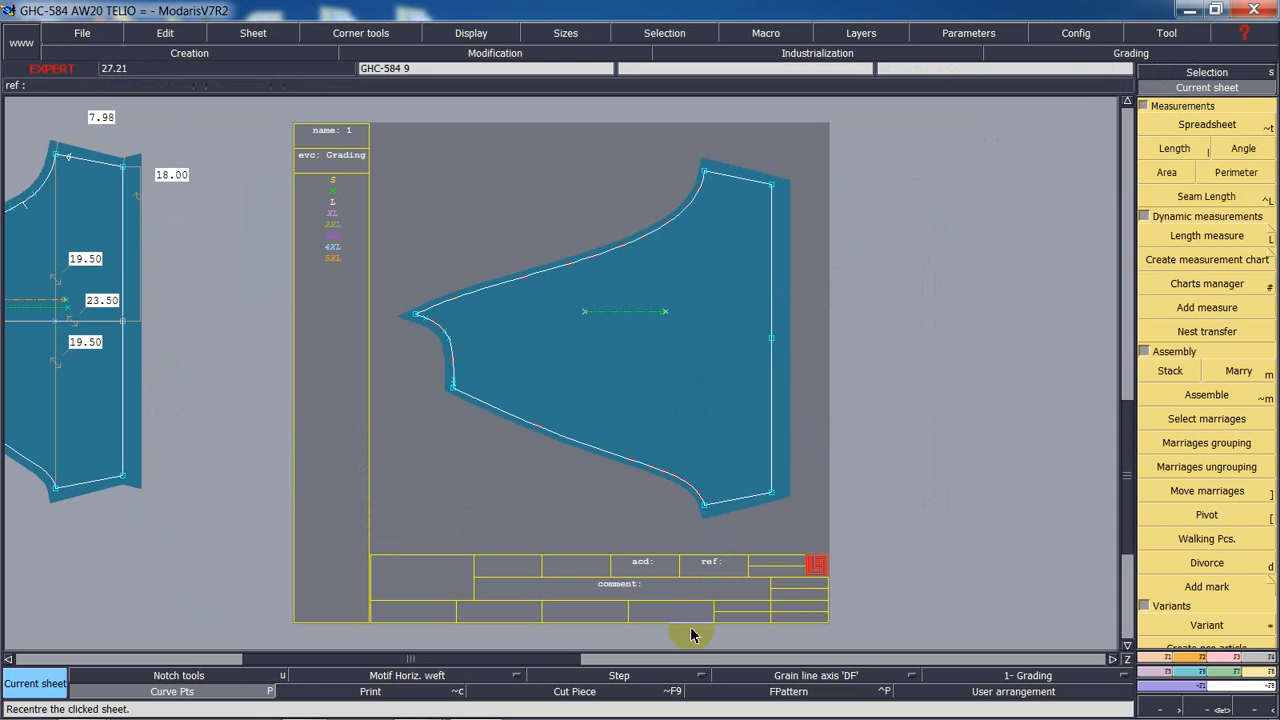 GHC-584 AW20 TELIO = - ModarisV7R2
www
File Edit Sheet Corner tools Display Sizes Selection Macro Layers Parameters Config Tool ?
Creation Modification Industrialization Grading
EXPERT 27.21 GHC-584 9
ref :
Selection s
Current sheet
Measurements
Spreadsheet ~t
Length l Angle
Area Perimeter
Seam Length ^L
Dynamic measurements
Length measure L
Create measurement chart
Charts manager #
Add measure
Nest transfer
Assembly
Stack Marry m
Assemble ~m
Select marriages
Marriages grouping
Marriages ungrouping
Move marriages ]
Pivot [
Walking Pcs.
Divorce d
Add mark
Variants
Variant *
7.98
18.00
19.50
23.50
19.50
name: 1
evc: Grading
S
M
L
XL
2XL
4XL
5XL
acd: ref:
comment:
Z
Current sheet
Notch tools u Motif Horiz. weft Step Grain line axis 'DF' 1- Grading
Curve Pts P Print ~c Cut Piece ~F9 FPattern ^P User arrangement
Recentre the clicked sheet.